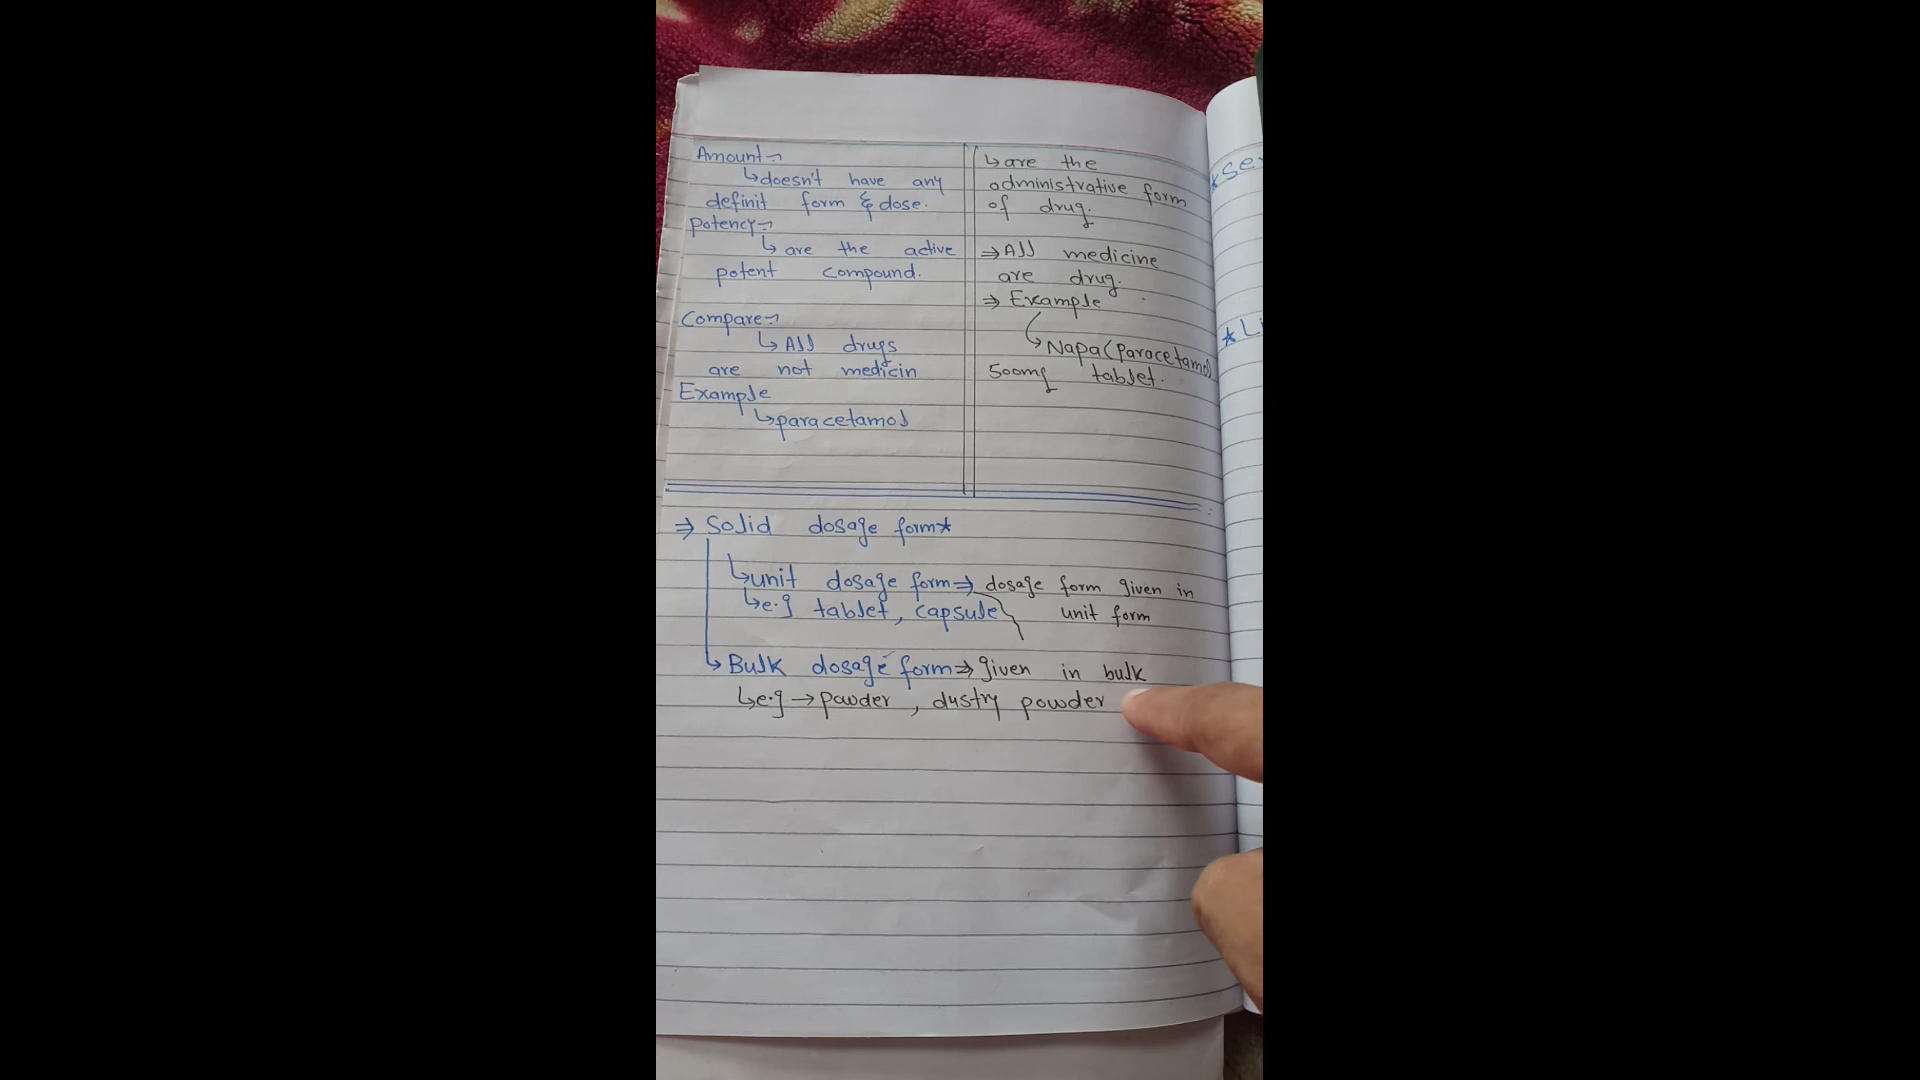 Amount:-
↳ doesn't have any
definit form & dose.
Potency:-
↳ are the active
potent compound.
Compare:-
↳ All drugs
are not medicin
Example
↳ paracetamol
↳ are the
administrative form
of drug.
⇒ All medicine
are drug.
⇒ Example
↳ Napa (Paracetamol
500mg tablet.
⇒ Solid dosage form*
↳ unit dosage form ⇒ dosage form given in
unit form
↳ e.g tablet, capsule
↳ Bulk dosage form ⇒ given in bulk
↳ e.g → powder, dustry powder
*Se
*Li